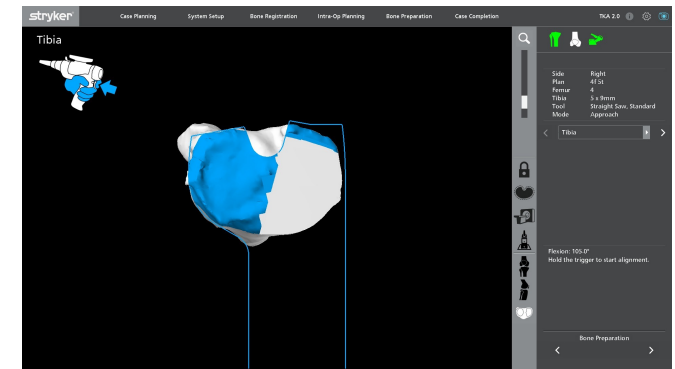 stryker
Case Planning
System Setup
Bone Registration
Intra-Op Planning
Bone Preparation
Case Completion
TKA 2.0
Tibia
Side Right
Plan 4f 5t
Femur 4
Tibia 5 x 9mm
Tool Straight Saw, Standard
Mode Approach
Tibia
Flexion: 105.0°
Hold the trigger to start alignment.
Bone Preparation